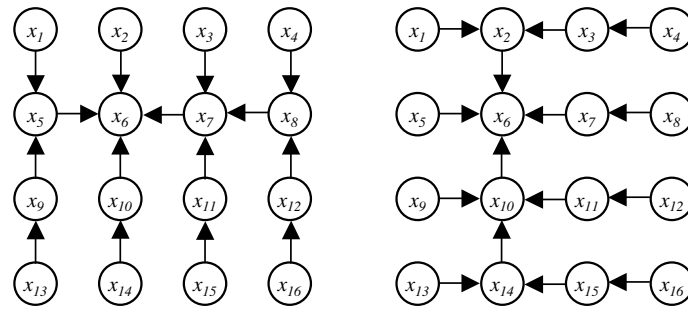 x1 x2 x3 x4 x1 x2 x3 x4
x5 x6 x7 x8 x5 x6 x7 x8
x9 x10 x11 x12 x9 x10 x11 x12
x13 x14 x15 x16 x13 x14 x15 x16